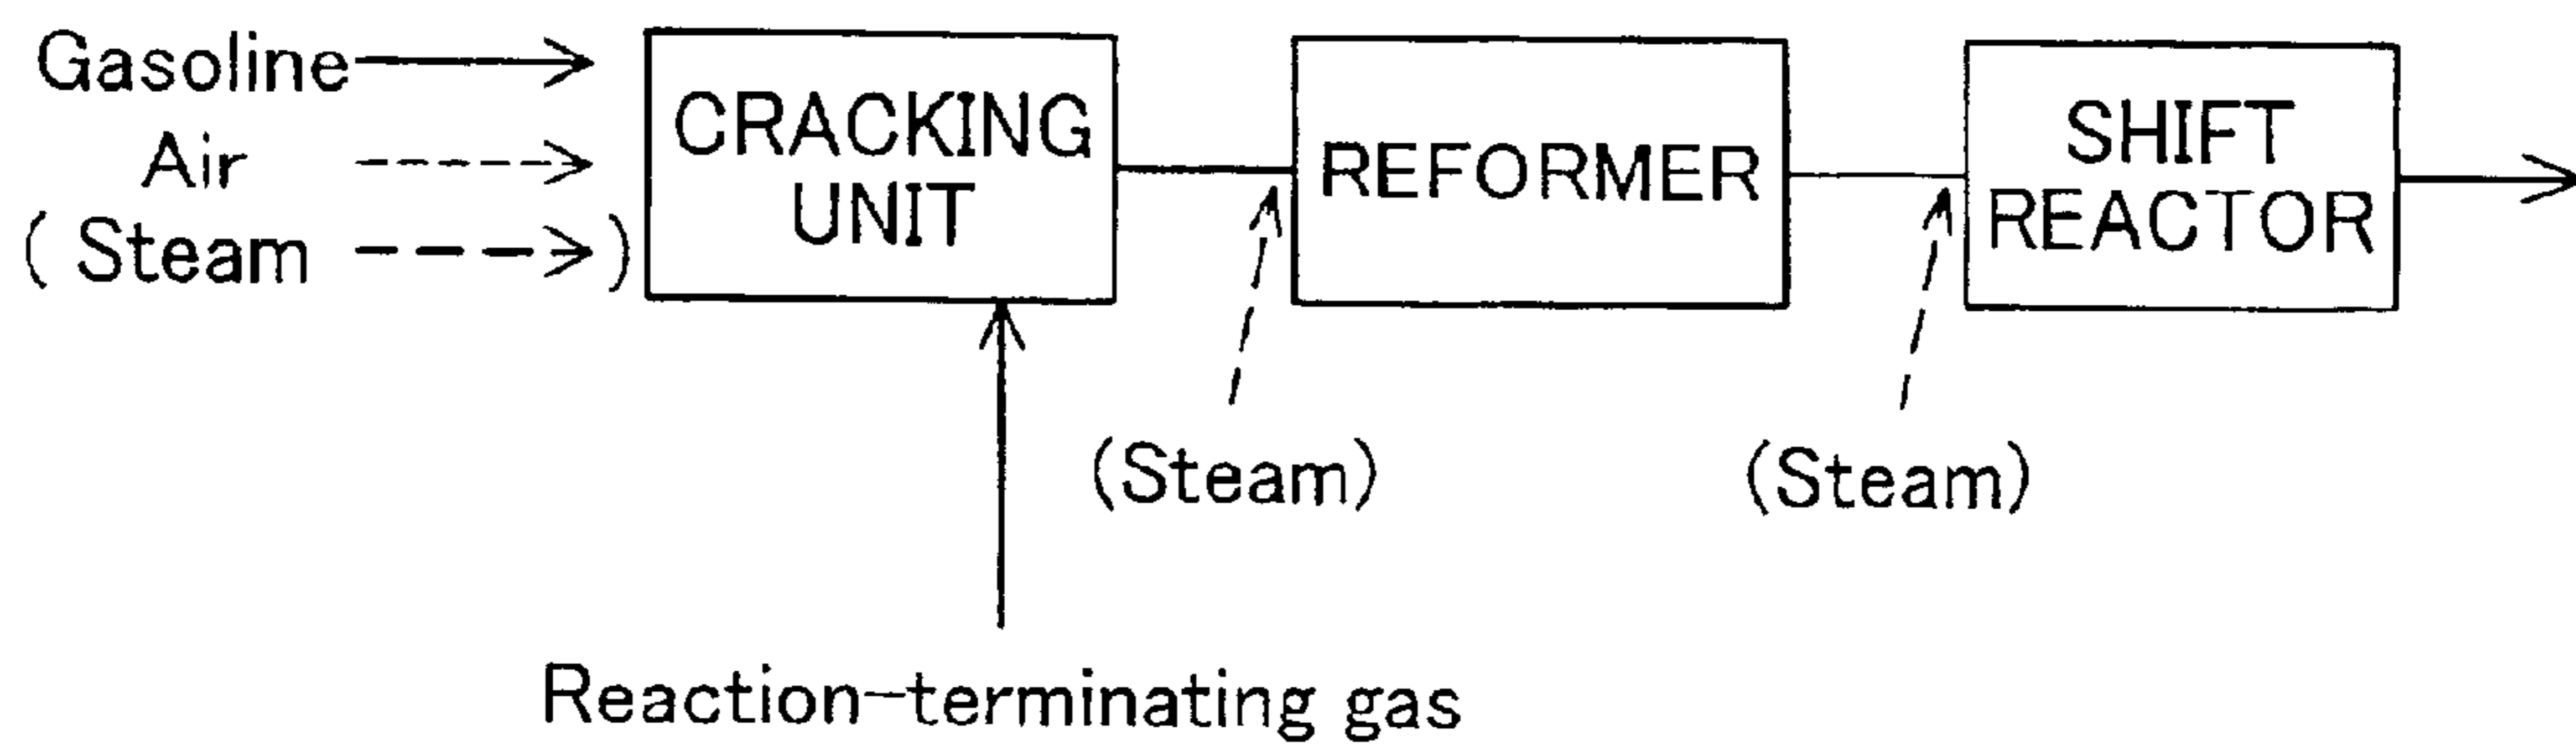 Gasoline
Air
( Steam )
CRACKING
UNIT
REFORMER
SHIFT
REACTOR
(Steam)
(Steam)
Reaction-terminating gas